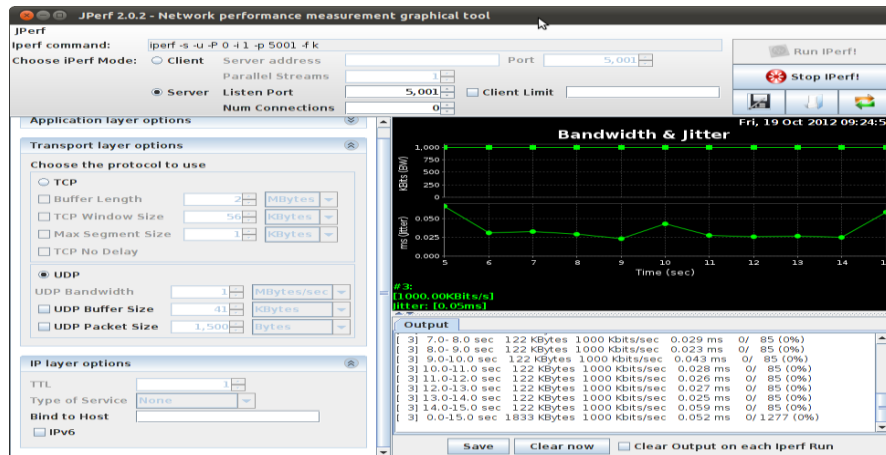 JPerf 2.0.2 - Network performance measurement graphical tool
JPerf
Iperf command: iperf -s -u -P 0 -i 1 -p 5001 -f k
Choose iPerf Mode: Client Server address Port 5,001
Parallel Streams 1
Server Listen Port 5,001 Client Limit
Num Connections 0
Run IPerf!
Stop IPerf!
Application layer options
Transport layer options
Choose the protocol to use
TCP
Buffer Length 2 MBytes
TCP Window Size 56 KBytes
Max Segment Size 1 KBytes
TCP No Delay
UDP
UDP Bandwidth 1 MBytes/sec
UDP Buffer Size 41 KBytes
UDP Packet Size 1,500 Bytes
IP layer options
TTL 1
Type of Service None
Bind to Host
IPv6
Fri, 19 Oct 2012 09:24:5
Bandwidth & Jitter
KBits (BW)
1,000
750
500
250
0
ms (Jitter)
0.050
0.025
0.000
5 6 7 8 9 10 11 12 13 14 1
Time (sec)
#3:
[1000.00KBits/s]
Jitter: [0.05ms]
Output
[ 3] 7.0- 8.0 sec 122 KBytes 1000 Kbits/sec 0.029 ms 0/ 85 (0%)
[ 3] 8.0- 9.0 sec 122 KBytes 1000 Kbits/sec 0.023 ms 0/ 85 (0%)
[ 3] 9.0-10.0 sec 122 KBytes 1000 Kbits/sec 0.043 ms 0/ 85 (0%)
[ 3] 10.0-11.0 sec 122 KBytes 1000 Kbits/sec 0.028 ms 0/ 85 (0%)
[ 3] 11.0-12.0 sec 122 KBytes 1000 Kbits/sec 0.026 ms 0/ 85 (0%)
[ 3] 12.0-13.0 sec 122 KBytes 1000 Kbits/sec 0.027 ms 0/ 85 (0%)
[ 3] 13.0-14.0 sec 122 KBytes 1000 Kbits/sec 0.025 ms 0/ 85 (0%)
[ 3] 14.0-15.0 sec 122 KBytes 1000 Kbits/sec 0.059 ms 0/ 85 (0%)
[ 3] 0.0-15.0 sec 1833 KBytes 1000 Kbits/sec 0.052 ms 0/ 1277 (0%)
Save Clear now Clear Output on each Iperf Run